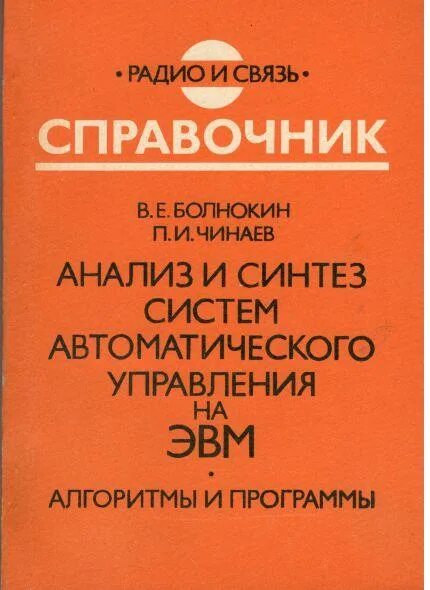 • РАДИО И СВЯЗЬ •
СПРАВОЧНИК
В. Е. БОЛНОКИН
П. И. ЧИНАЕВ
АНАЛИЗ И СИНТЕЗ
СИСТЕМ
АВТОМАТИЧЕСКОГО
УПРАВЛЕНИЯ
НА
ЭВМ
•
АЛГОРИТМЫ И ПРОГРАММЫ